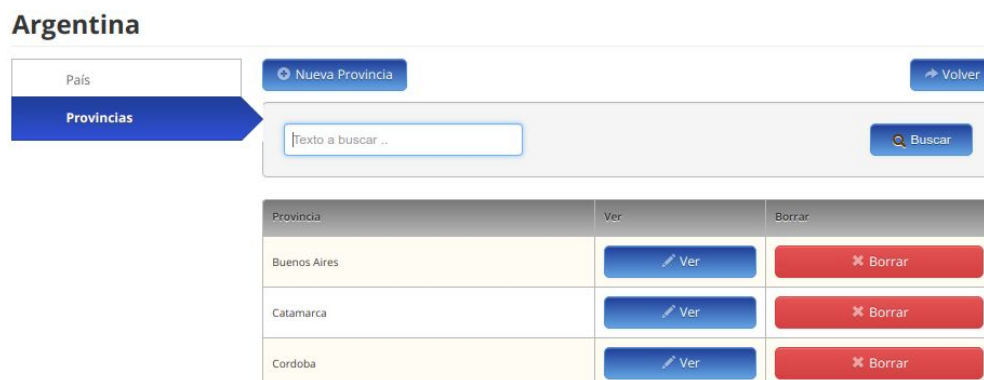 Argentina
País
Provincias
Nueva Provincia
Volver
Texto a buscar ..
Buscar
Provincia Ver Borrar
Buenos Aires Ver Borrar
Catamarca Ver Borrar
Cordoba Ver Borrar